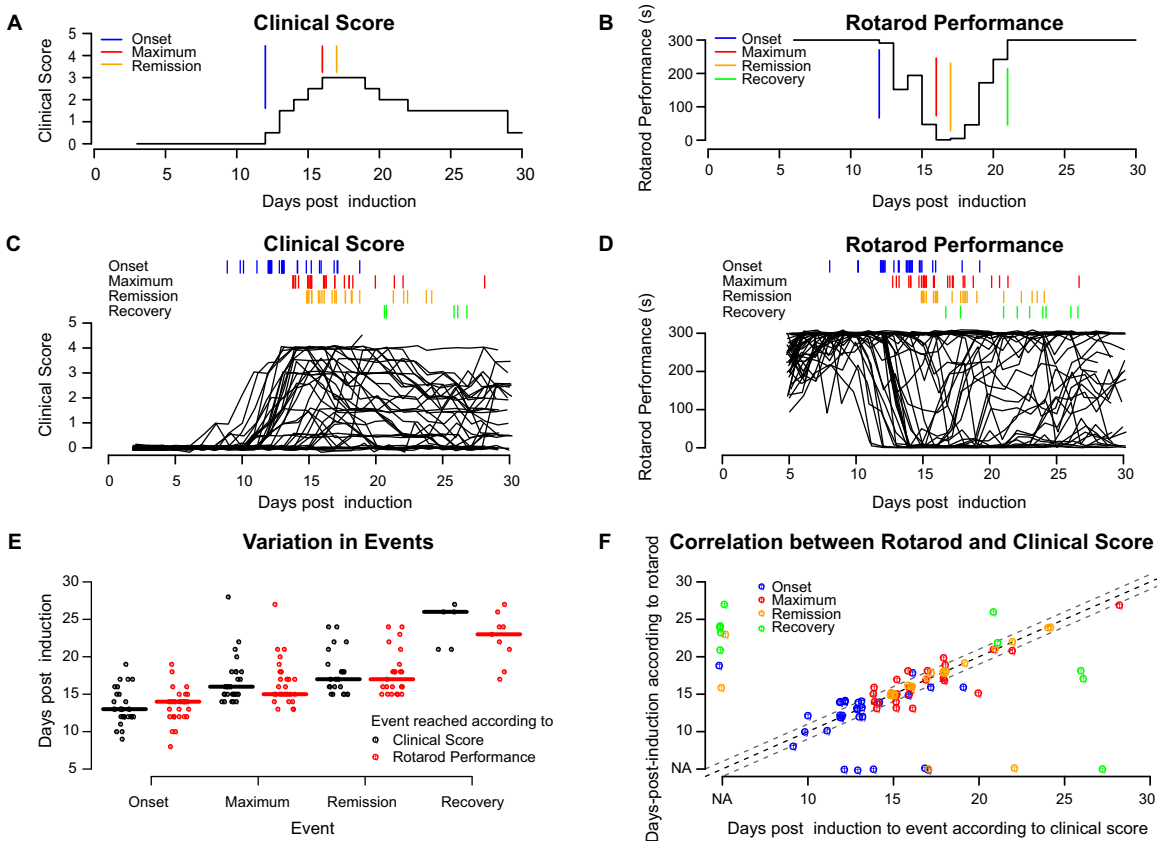 A
Clinical Score
Clinical Score
5
4
3
2
1
0
Onset
Maximum
Remission
0 5 10 15 20 25 30
Days post induction
B
Rotarod Performance
Rotarod Performance (s)
300
200
100
0
Onset
Maximum
Remission
Recovery
0 5 10 15 20 25 30
Days post induction
C
Clinical Score
Onset
Maximum
Remission
Recovery
Clinical Score
5
4
3
2
1
0
0 5 10 15 20 25 30
Days post induction
D
Rotarod Performance
Onset
Maximum
Remission
Recovery
Rotarod Performance (s)
300
200
100
0
0 5 10 15 20 25 30
Days post induction
E
Variation in Events
Days post induction
30
25
20
15
10
5
Event reached according to
Clinical Score
Rotarod Performance
Onset Maximum Remission Recovery
Event
F
Correlation between Rotarod and Clinical Score
Days-post-induction according to rotarod
30
25
20
15
10
NA
Onset
Maximum
Remission
Recovery
NA 10 15 20 25 30
Days post induction to event according to clinical score